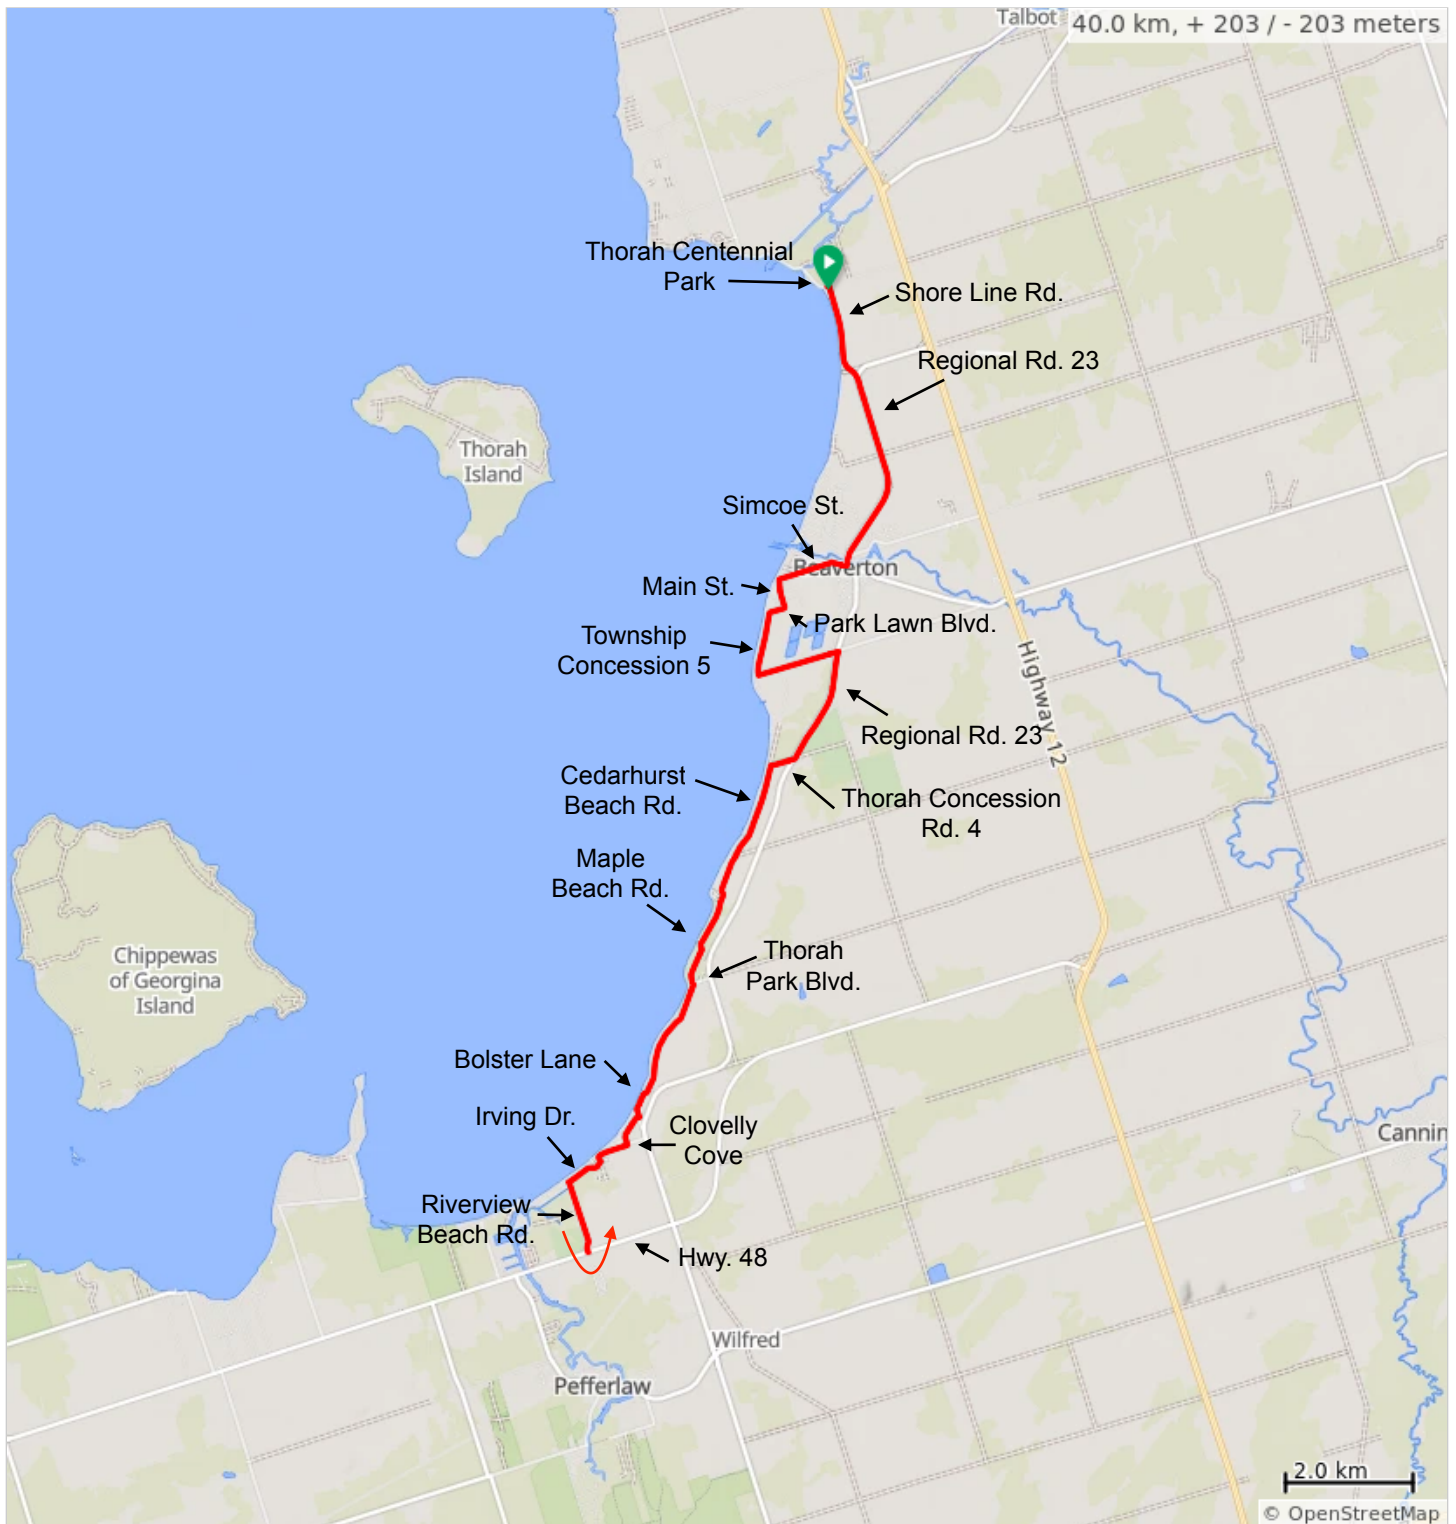 Talbot
40.0 km, + 203 / - 203 meters
Thorah Centennial
Park
Shore Line Rd.
Regional Rd. 23
Thorah
Island
Simcoe St.
Beaverton
Main St.
Park Lawn Blvd.
Township
Concession 5
Highway 12
Regional Rd. 23
Cedarhurst
Beach Rd.
Thorah Concession
Rd. 4
Maple
Beach Rd.
Chippewas
of Georgina
Island
Thorah
Park Blvd.
Bolster Lane
Irving Dr.
Clovelly
Cove
Cannin
Riverview
Beach Rd.
Hwy. 48
Wilfred
Pefferlaw
2.0 km
© OpenStreetMap